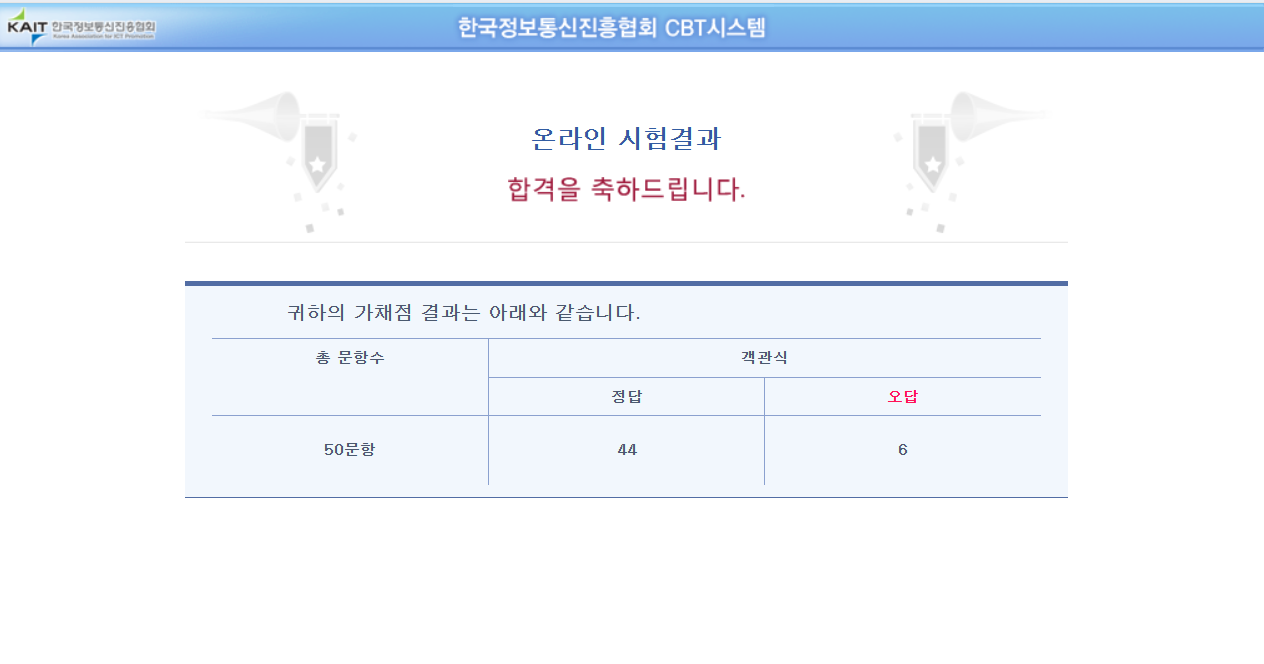 KAIT 한국정보통신진흥협회
Korea Association for ICT Promotion
한국정보통신진흥협회 CBT시스템
온라인 시험결과
합격을 축하드립니다.
귀하의 가채점 결과는 아래와 같습니다.
총 문항수 객관식
정답 오답
50문항 44 6